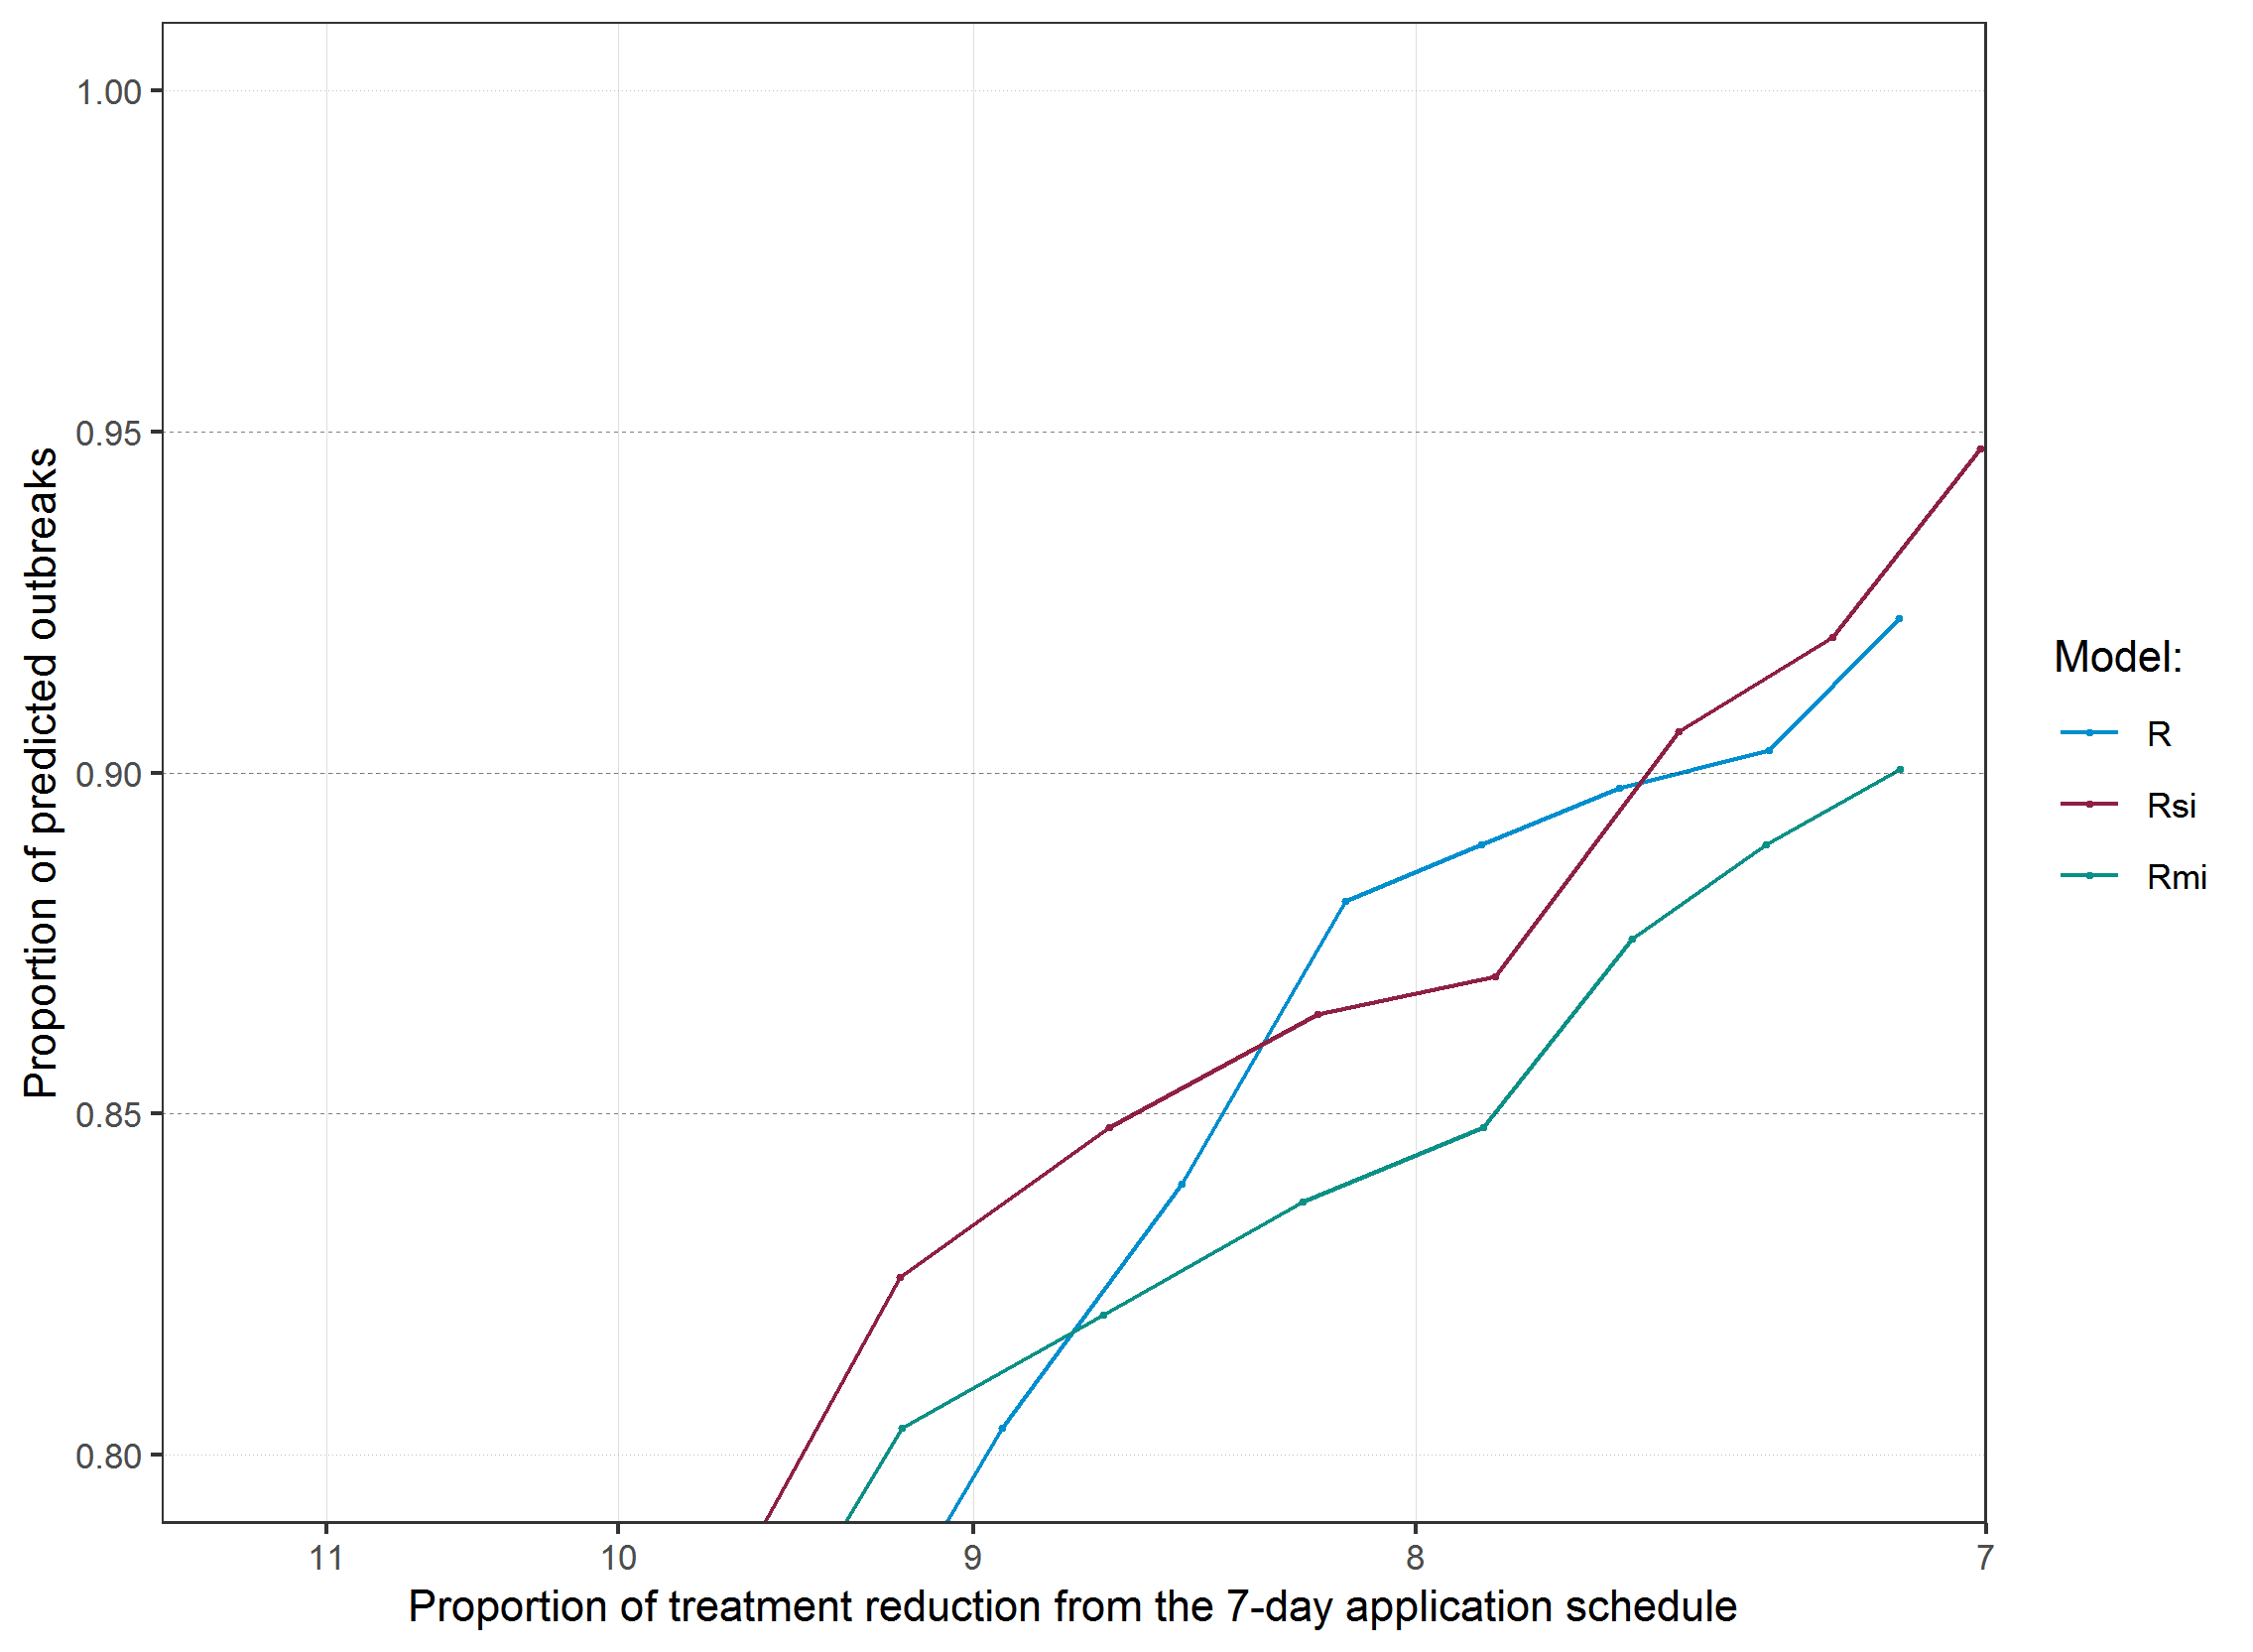 Proportion of predicted outbreaks
1.00
0.95
0.90
0.85
0.80
11 10 9 8 7
Proportion of treatment reduction from the 7-day application schedule
Model:
R
Rsi
Rmi